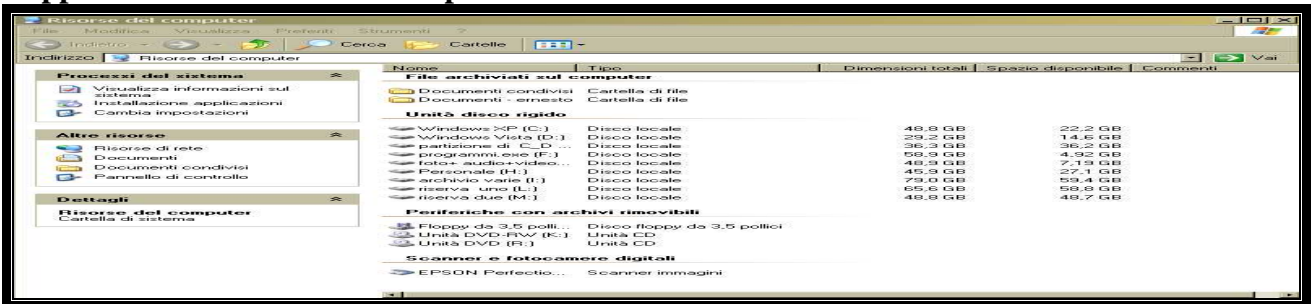 Risorse del computer
File Modifica Visualizza Preferiti Strumenti ?
Indietro Cerca Cartelle
Indirizzo Risorse del computer Vai
Processi del sistema
Visualizza informazioni sul
sistema
Installazione applicazioni
Cambia impostazioni
Altre risorse
Risorse di rete
Documenti
Documenti condivisi
Pannello di controllo
Dettagli
Risorse del computer
Cartella di sistema
Nome Tipo Dimensioni totali Spazio disponibile Commenti
File archiviati sul computer
Documenti condivisi Cartella di file
Documenti - ernesto Cartella di file
Unità disco rigido
Windows XP (C:) Disco locale 48,8 GB 22,2 GB
Windows Vista (D:) Disco locale 29,2 GB 14,6 GB
partizione di C_D ... Disco locale 36,3 GB 36,2 GB
programmi.exe (F:) Disco locale 58,9 GB 4,92 GB
foto+ audio+video... Disco locale 48,9 GB 7,19 GB
Personale (H:) Disco locale 45,9 GB 27,1 GB
archivio varie (I:) Disco locale 79,0 GB 59,4 GB
riserva uno (L:) Disco locale 65,6 GB 58,8 GB
riserva due (M:) Disco locale 48,8 GB 48,7 GB
Periferiche con archivi rimovibili
Floppy da 3,5 polli... Disco floppy da 3,5 pollici
Unità DVD-RW (K:) Unità CD
Unità DVD (R:) Unità CD
Scanner e fotocamere digitali
EPSON Perfectio... Scanner immagini